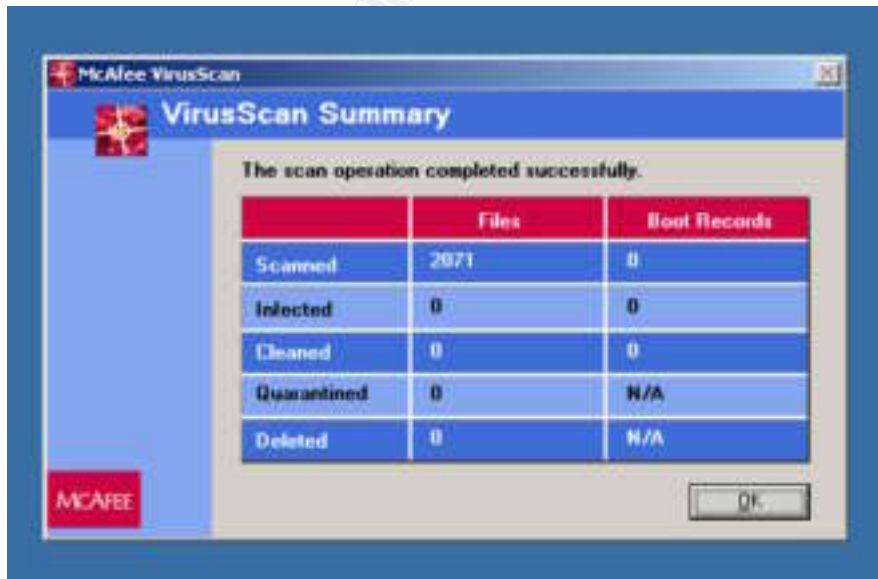 McAfee VirusScan
VirusScan Summary
The scan operation completed successfully.
Files Boot Records
Scanned 2071 0
Infected 0 0
Cleaned 0 0
Quarantined 0 N/A
Deleted 0 N/A
MCAFEE
OK